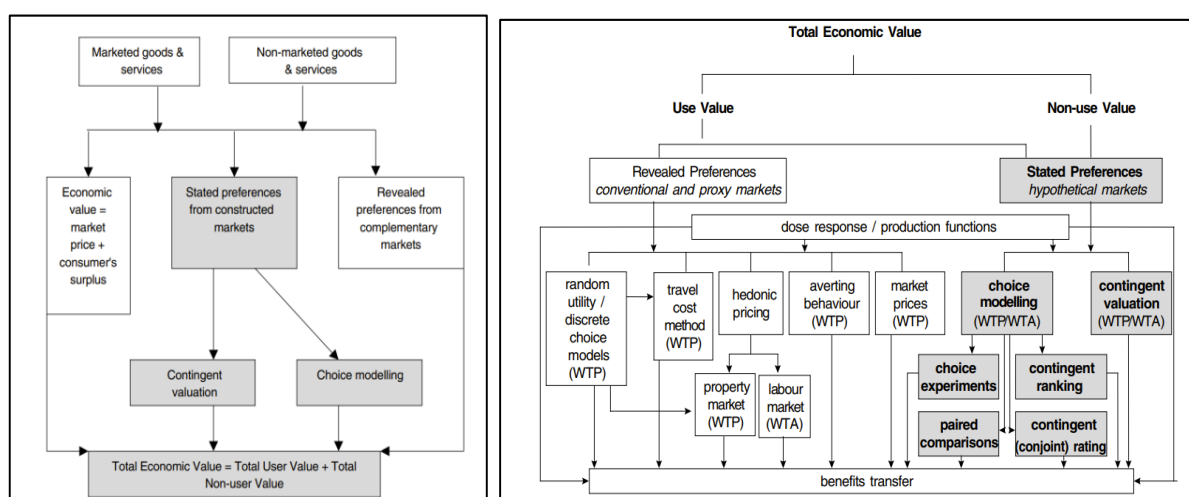 Marketed goods &
services
Non-marketed goods
& services
Economic
value =
market
price +
consumer's
surplus
Stated preferences
from constructed
markets
Revealed
preferences from
complementary
markets
Contingent
valuation
Choice modelling
Total Economic Value = Total User Value + Total
Non-user Value
Total Economic Value
Use Value
Non-use Value
Revealed Preferences
conventional and proxy markets
Stated Preferences
hypothetical markets
dose response / production functions
random
utility /
discrete
choice
models
(WTP)
travel
cost
method
(WTP)
hedonic
pricing
averting
behaviour
(WTP)
market
prices
(WTP)
choice
modelling
(WTP/WTA)
contingent
valuation
(WTP/WTA)
property
market
(WTP)
labour
market
(WTA)
choice
experiments
contingent
ranking
paired
comparisons
contingent
(conjoint) rating
benefits transfer